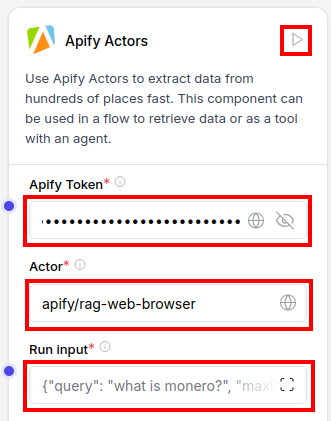 Apify Actors
Use Apify Actors to extract data from
hundreds of places fast. This component can
be used in a flow to retrieve data or as a tool
with an agent.
Apify Token*
••••••••••••••••••••••••••
Actor*
apify/rag-web-browser
Run input*
{"query": "what is monero?", "maxR